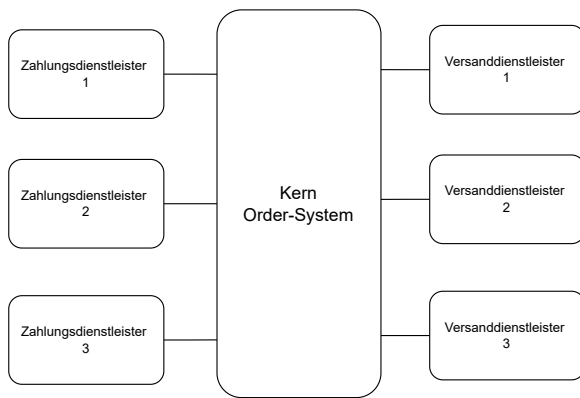 Zahlungsdienstleister
1
Zahlungsdienstleister
2
Zahlungsdienstleister
3
Kern
Order-System
Versanddienstleister
1
Versanddienstleister
2
Versanddienstleister
3